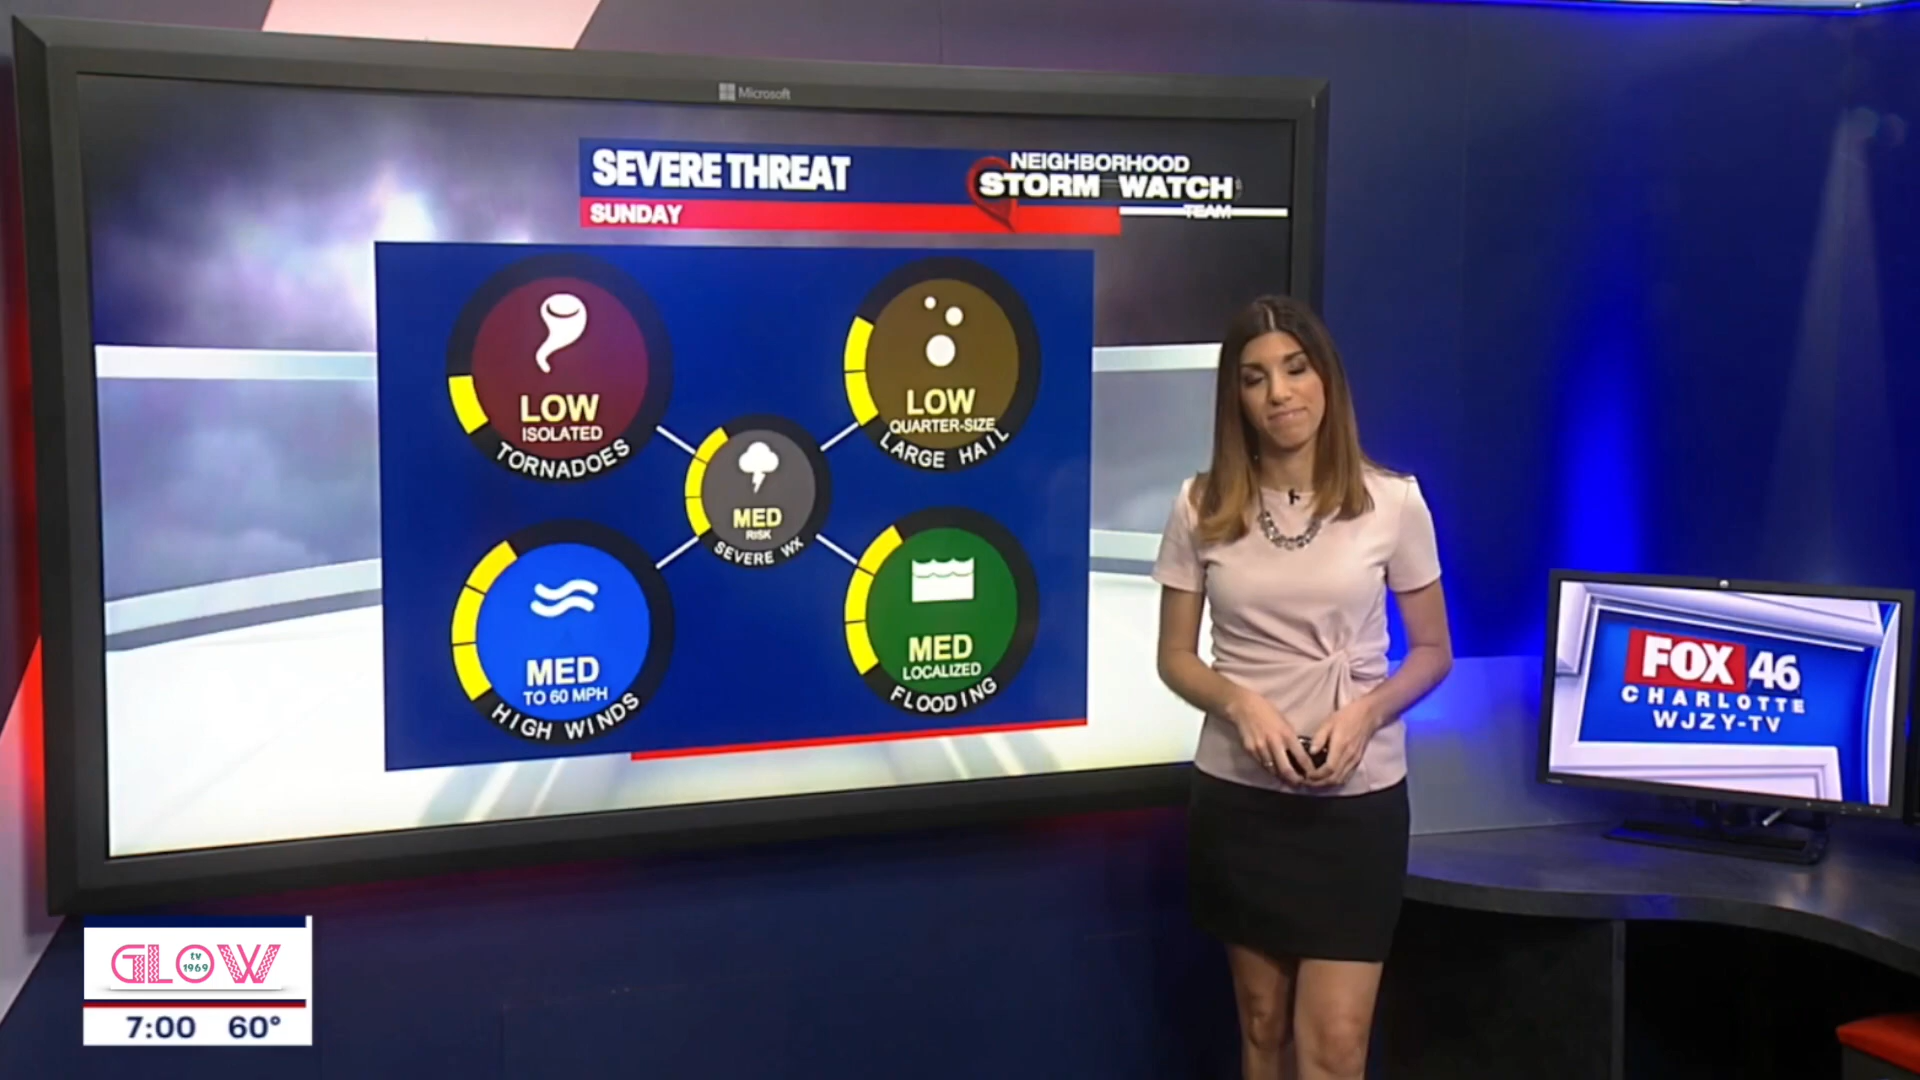 Microsoft
SEVERE THREAT
SUNDAY
NEIGHBORHOOD
STORM WATCH
TEAM
LOW
ISOLATED
TORNADOES
LOW
QUARTER-SIZE
LARGE HAIL
MED
RISK
SEVERE WX
MED
TO 60 MPH
HIGH WINDS
MED
LOCALIZED
FLOODING
FOX 46
CHARLOTTE
WJZY-TV
GLOW
tv
1969
7:00 60°